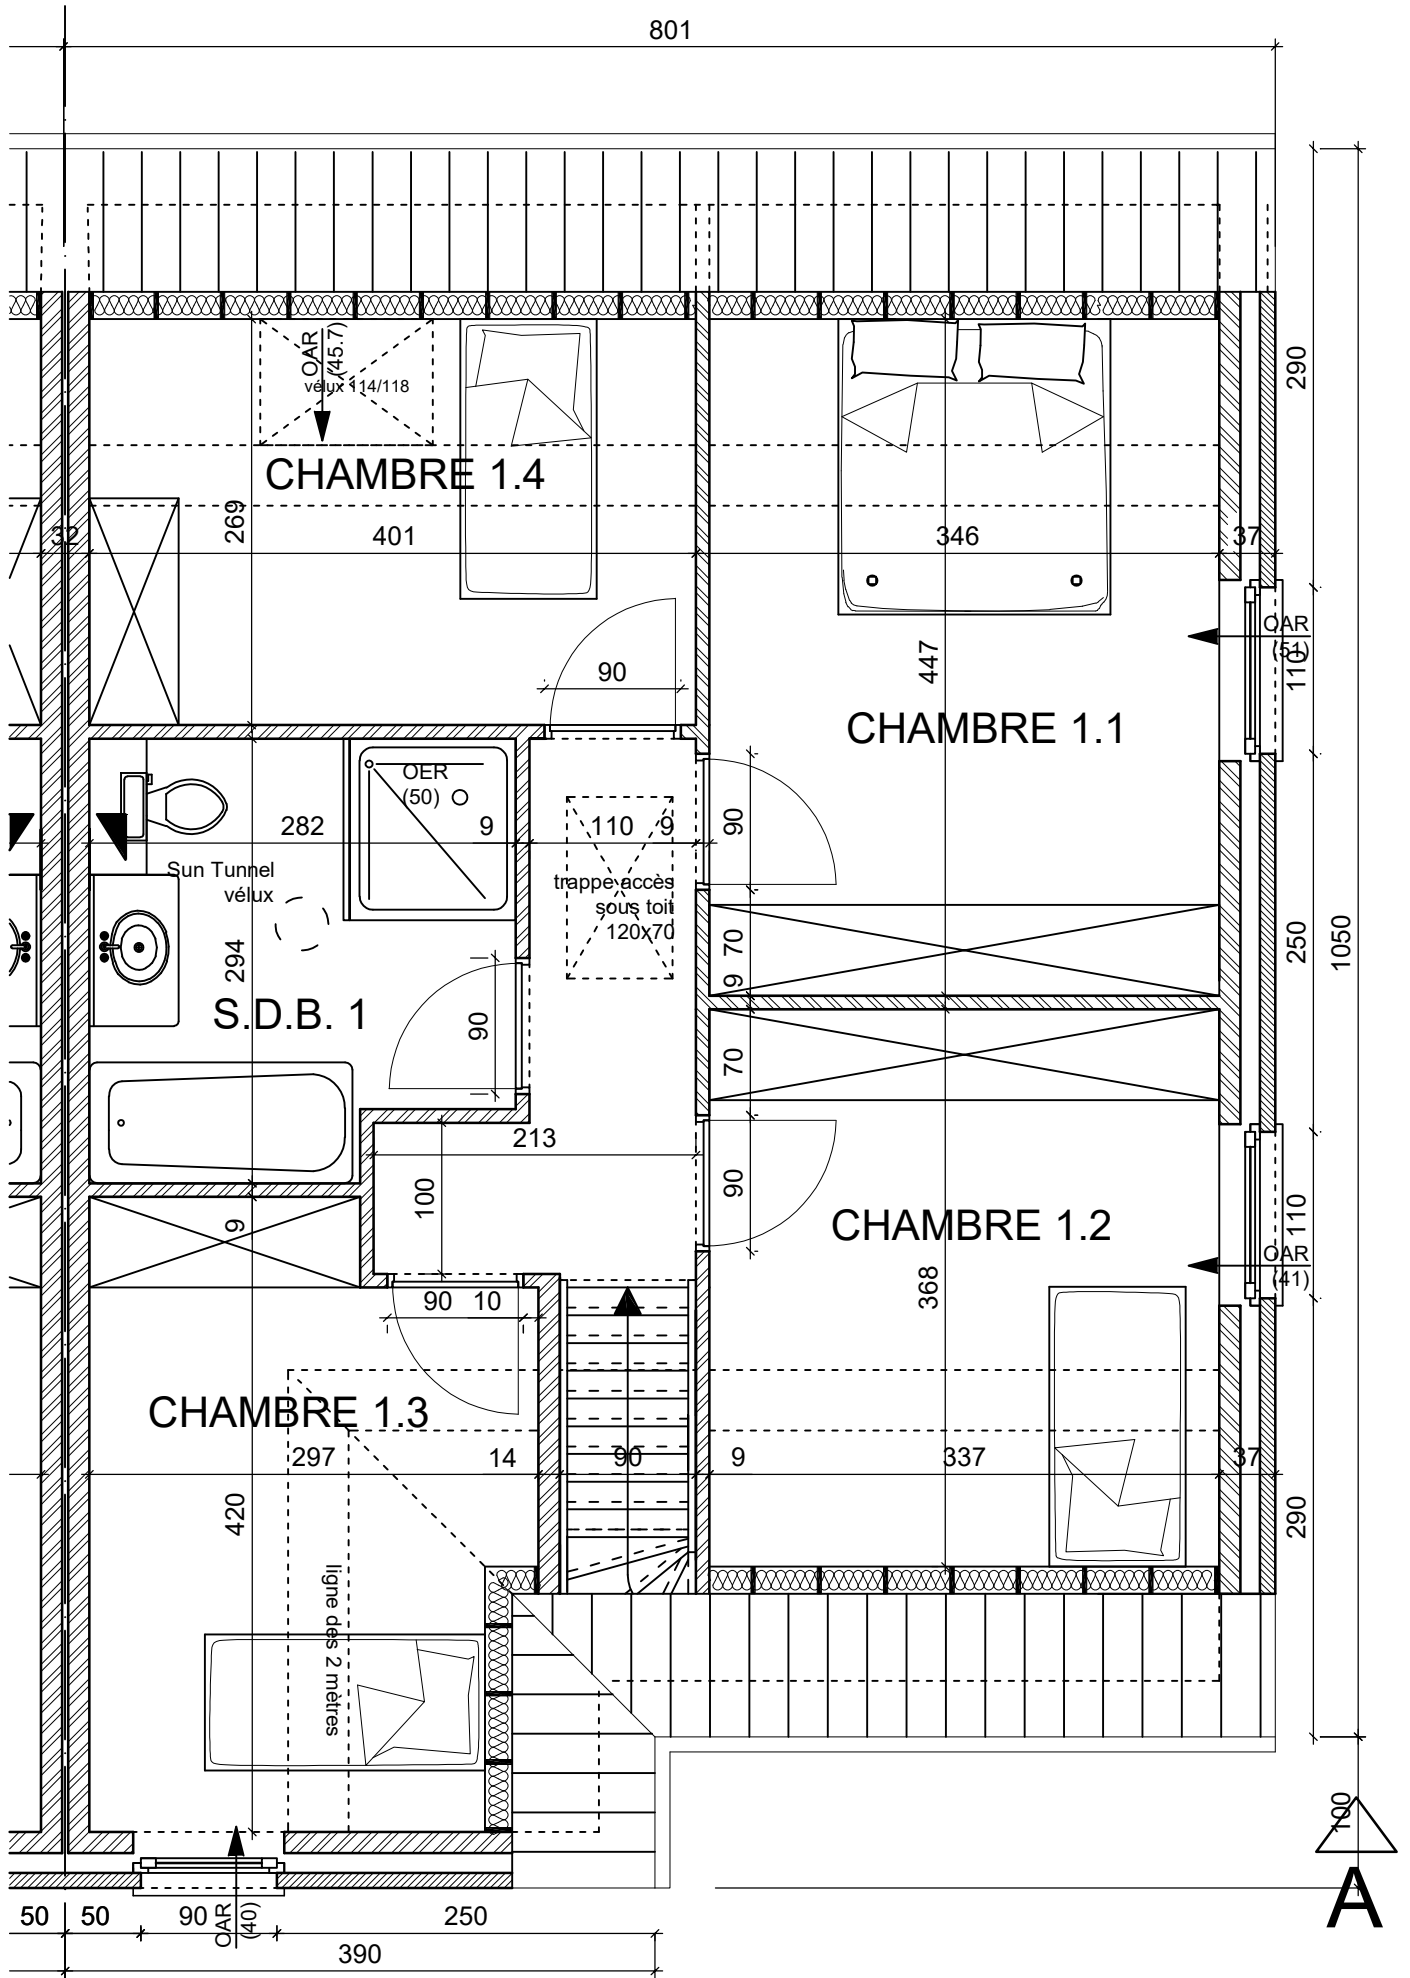 801
OAR
(45.7)
vélux 114/118
CHAMBRE 1.4
269
32
401
346
37
290
90
447
OAR
(51)
110
CHAMBRE 1.1
OER
(50)
282
9
110
9
90
Sun Tunnel
vélux
trappe accès
sous toit
120x70
294
70
9
250
1050
S.D.B. 1
90
70
213
100
90
9
CHAMBRE 1.2
110
OAR
(41)
90
10
368
CHAMBRE 1.3
297
14
90
9
337
37
420
290
ligne des 2 mètres
100
A
50
50
90
OAR
(40)
250
390